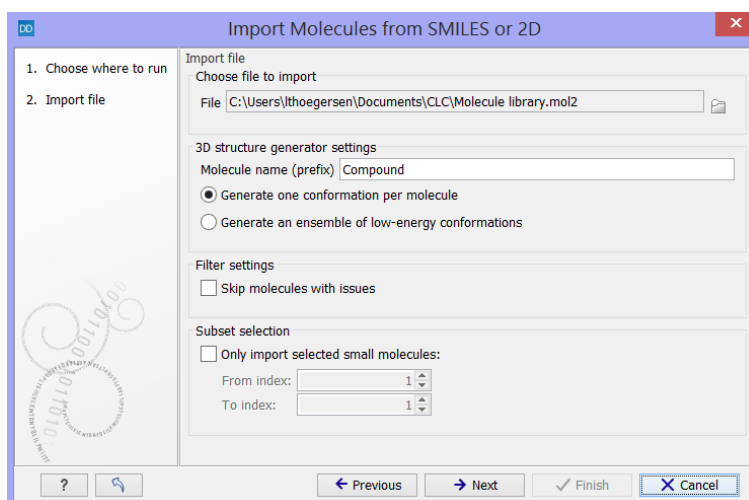 DD
Import Molecules from SMILES or 2D
1. Choose where to run
2. Import file
Import file
Choose file to import
File C:\Users\lthoegersen\Documents\CLC\Molecule library.mol2
3D structure generator settings
Molecule name (prefix) Compound
Generate one conformation per molecule
Generate an ensemble of low-energy conformations
Filter settings
Skip molecules with issues
Subset selection
Only import selected small molecules:
From index: 1
To index: 1
? Previous Next Finish Cancel